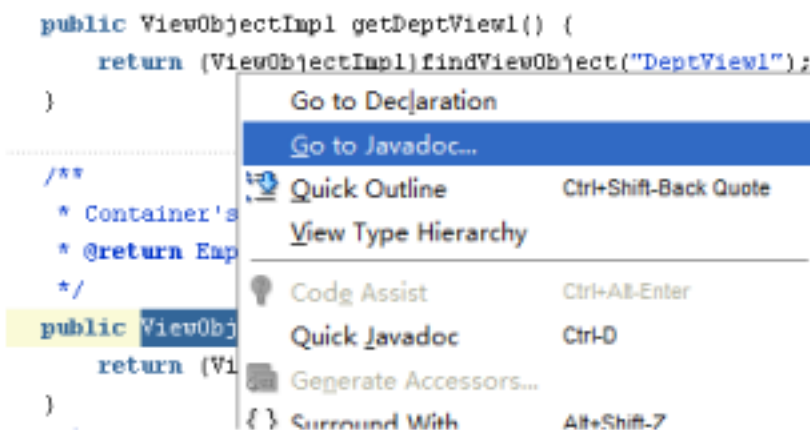 public ViewObjectImpl getDeptView1() {
return (ViewObjectImpl)findViewObject("DeptView1");
}
Go to Declaration
Go to Javadoc...
/**
Quick Outline Ctrl+Shift-Back Quote
* Container's
View Type Hierarchy
* @return Emp
*/
Code Assist Ctrl+Alt-Enter
public ViewObj
Quick Javadoc Ctrl-D
return (Vi
Generate Accessors...
}
{ } Surround With Alt+Shift-Z